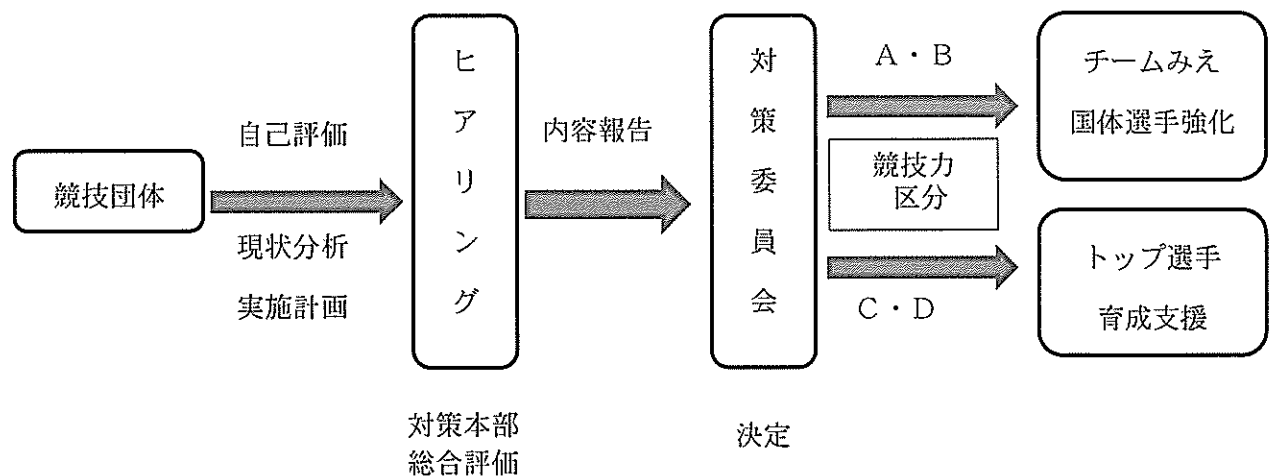 競技団体
自己評価
現状分析
実施計画
ヒアリング
対策本部
総合評価
内容報告
対策委員会
決定
A・B
競技力
区分
C・D
チームみえ
国体選手強化
トップ選手
育成支援